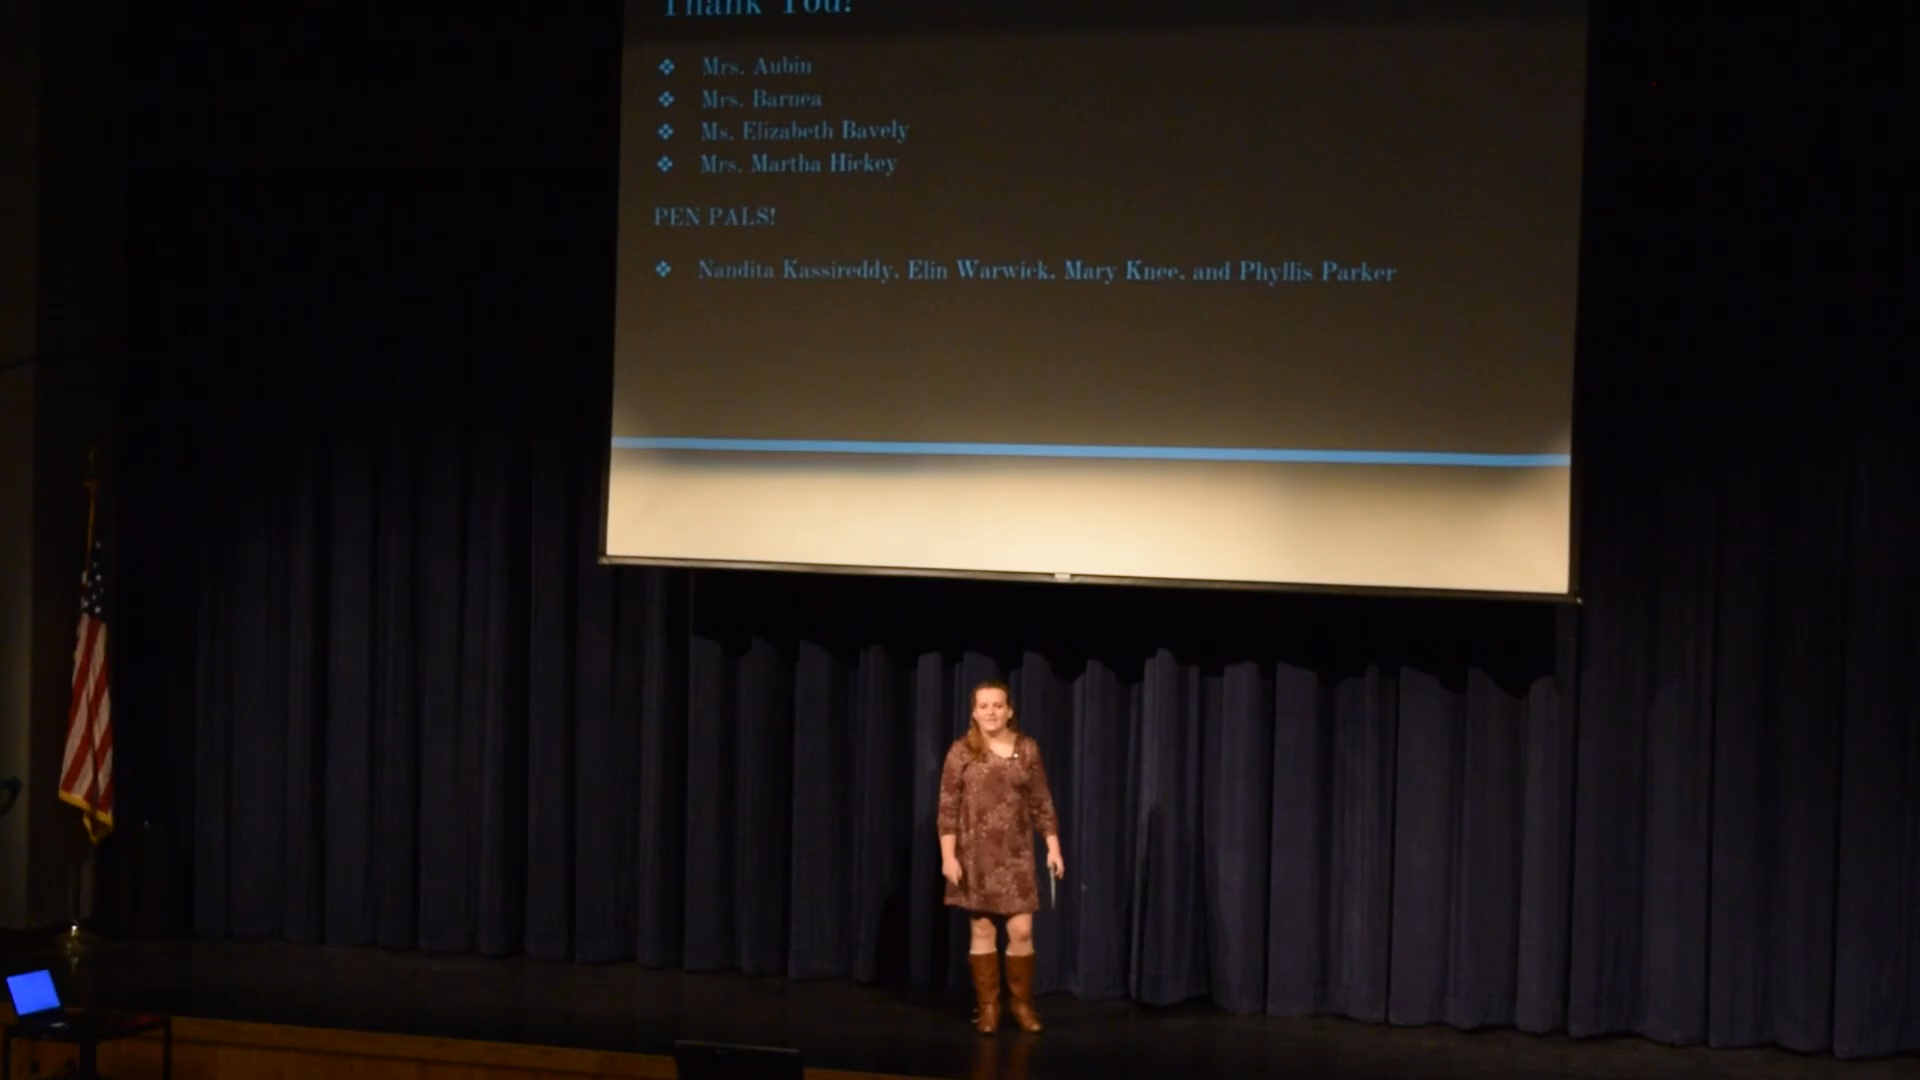 Thank You!
Mrs. Aubin
Mrs. Barnea
Ms. Elizabeth Bavely
Mrs. Martha Hickey
PEN PALS!
Nandita Kassireddy, Elin Warwick, Mary Knee, and Phyllis Parker